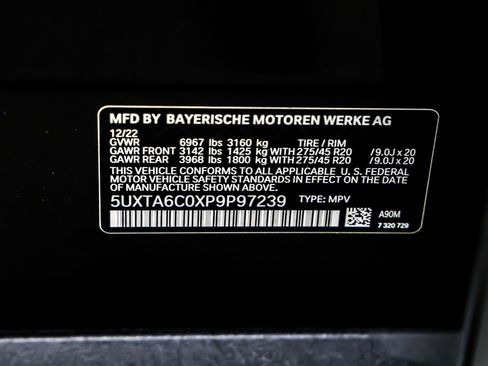 MFD BY BAYERISCHE MOTOREN WERKE AG
12/22
GVWR 6967 lbs 3160 kg TIRE / RIM
GAWR FRONT 3142 lbs 1425 kg WITH 275/45 R20 /9.0J x 20
GAWR REAR 3968 lbs 1800 kg WITH 275/45 R20 /9.0J x 20
THIS VEHICLE CONFORMS TO ALL APPLICABLE U. S. FEDERAL
MOTOR VEHICLE SAFETY STANDARDS IN EFFECT ON THE DATE
OF MANUFACTURE SHOWN ABOVE.
5UXTA6C0XP9P97239 TYPE: MPV
A90M
7 320 729